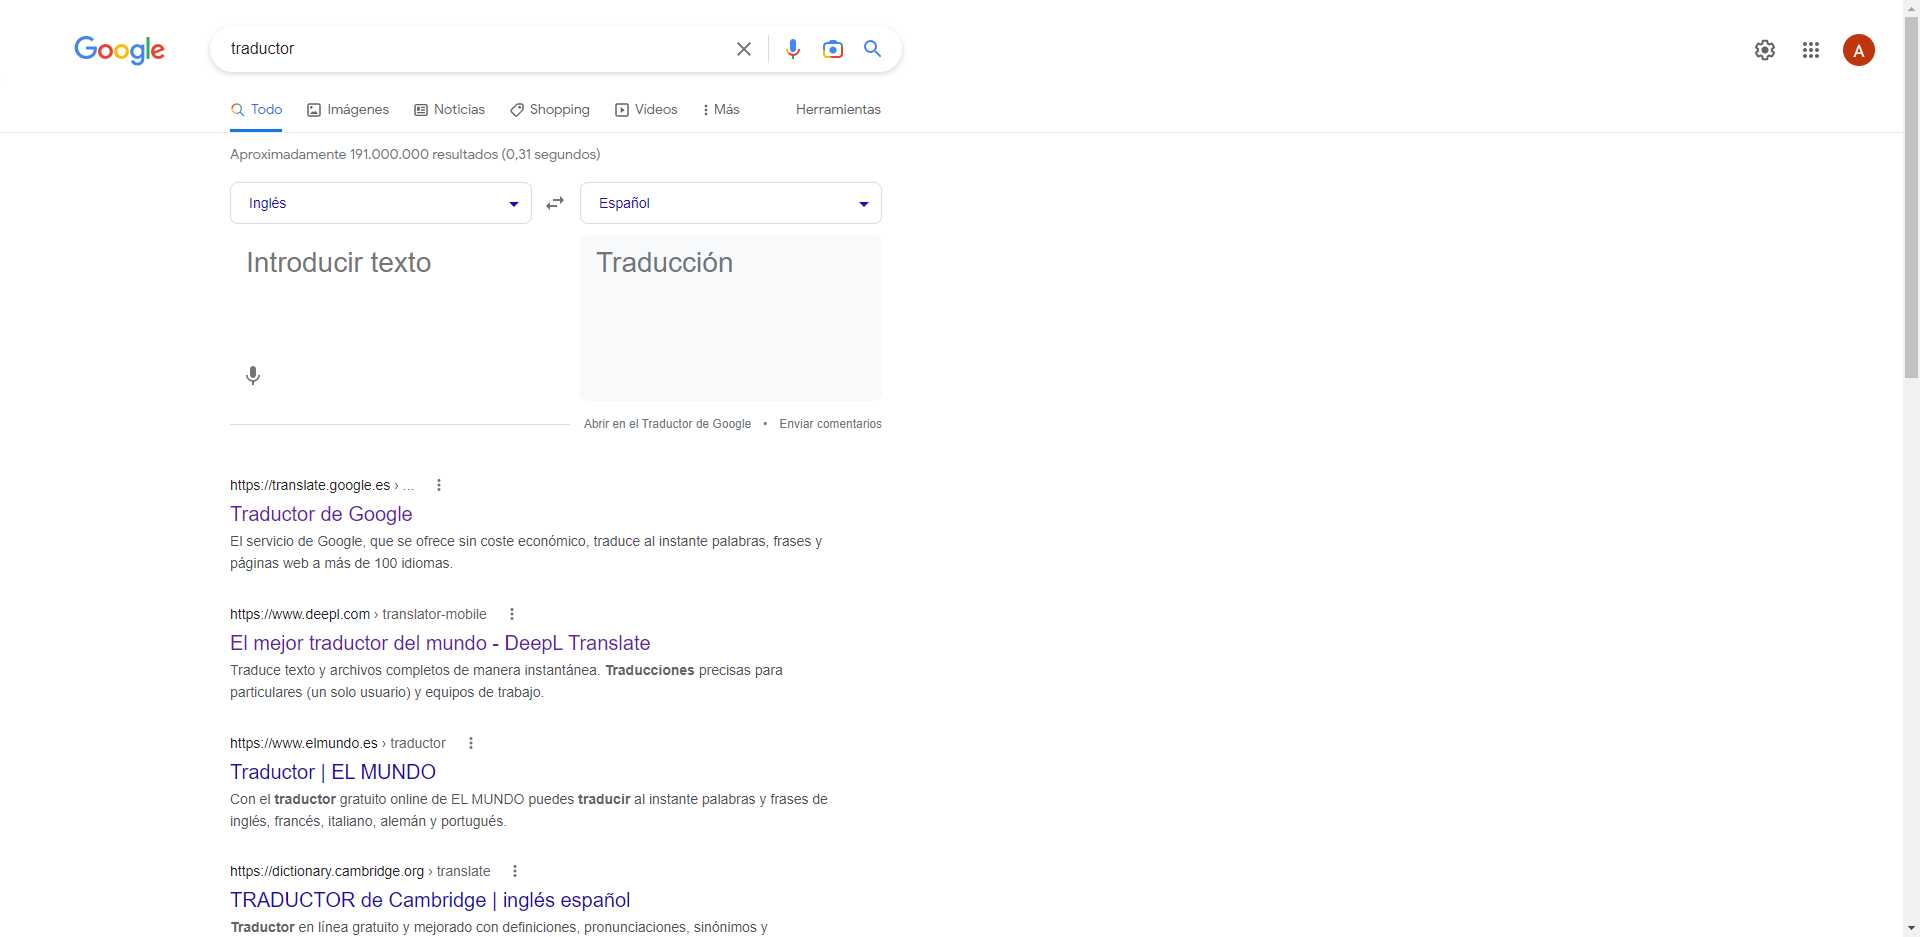 Google
traductor
A
Todo Imágenes Noticias Shopping Vídeos Más Herramientas
Aproximadamente 191.000.000 resultados (0,31 segundos)
Inglés Español
Introducir texto Traducción
Abrir en el Traductor de Google • Enviar comentarios
https://translate.google.es › ...
Traductor de Google
El servicio de Google, que se ofrece sin coste económico, traduce al instante palabras, frases y
páginas web a más de 100 idiomas.
https://www.deepl.com › translator-mobile
El mejor traductor del mundo - DeepL Translate
Traduce texto y archivos completos de manera instantánea. Traducciones precisas para
particulares (un solo usuario) y equipos de trabajo.
https://www.elmundo.es › traductor
Traductor | EL MUNDO
Con el traductor gratuito online de EL MUNDO puedes traducir al instante palabras y frases de
inglés, francés, italiano, alemán y portugués.
https://dictionary.cambridge.org › translate
TRADUCTOR de Cambridge | inglés español
Traductor en línea gratuito y mejorado con definiciones, pronunciaciones, sinónimos y